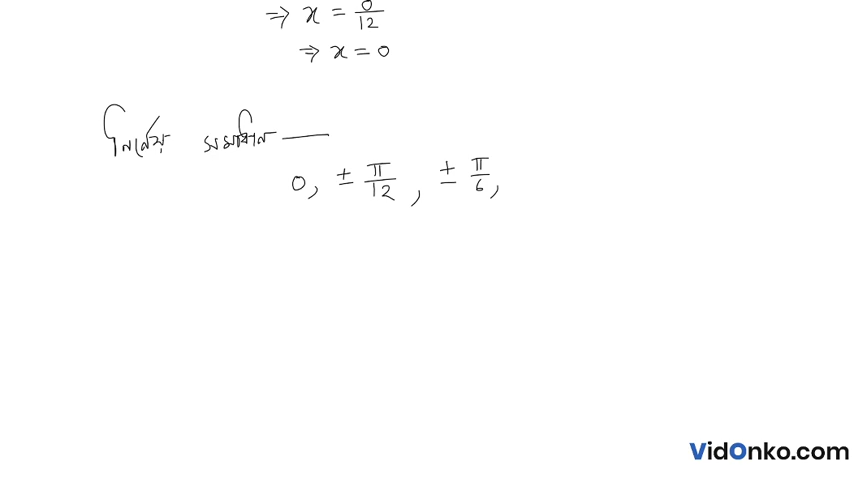 ⇒ x = 0/12
⇒ x = 0
নির্ণেয় সমাধান —
0, ± π/12 , ± π/6 ,
VidOnko.com